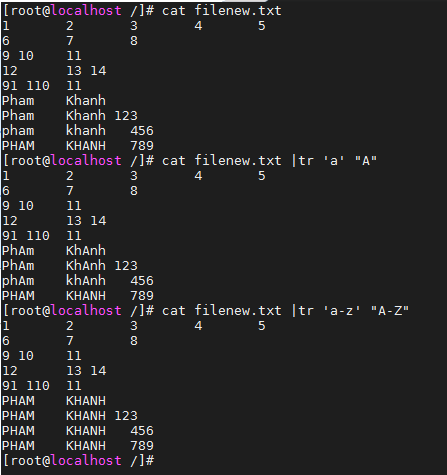 [root@localhost /]# cat filenew.txt
1       2       3       4       5
6       7       8
9 10    11
12      13 14
91 110  11
Pham    Khanh
Pham    Khanh 123
pham    khanh   456
PHAM    KHANH   789
[root@localhost /]# cat filenew.txt |tr 'a' "A"
1       2       3       4       5
6       7       8
9 10    11
12      13 14
91 110  11
PhAm    KhAnh
PhAm    KhAnh 123
phAm    khAnh   456
PHAM    KHANH   789
[root@localhost /]# cat filenew.txt |tr 'a-z' "A-Z"
1       2       3       4       5
6       7       8
9 10    11
12      13 14
91 110  11
PHAM    KHANH
PHAM    KHANH 123
PHAM    KHANH   456
PHAM    KHANH   789
[root@localhost /]#